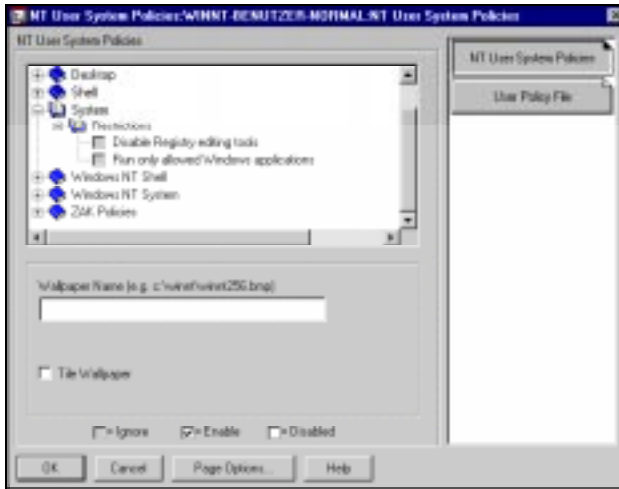 NT User System Policies:WINNT-BENUTZER-NORMAL:NT User System Policies
NT User System Policies
Desktop
Shell
System
Restrictions
Disable Registry editing tools
Run only allowed Windows applications
Windows NT Shell
Windows NT System
ZAK Policies
Wallpaper Name (e.g. c:\winnt\winnt256.bmp)
Tile Wallpaper
= Ignore = Enable = Disabled
OK Cancel Page Options... Help
NT User System Policies
User Policy File